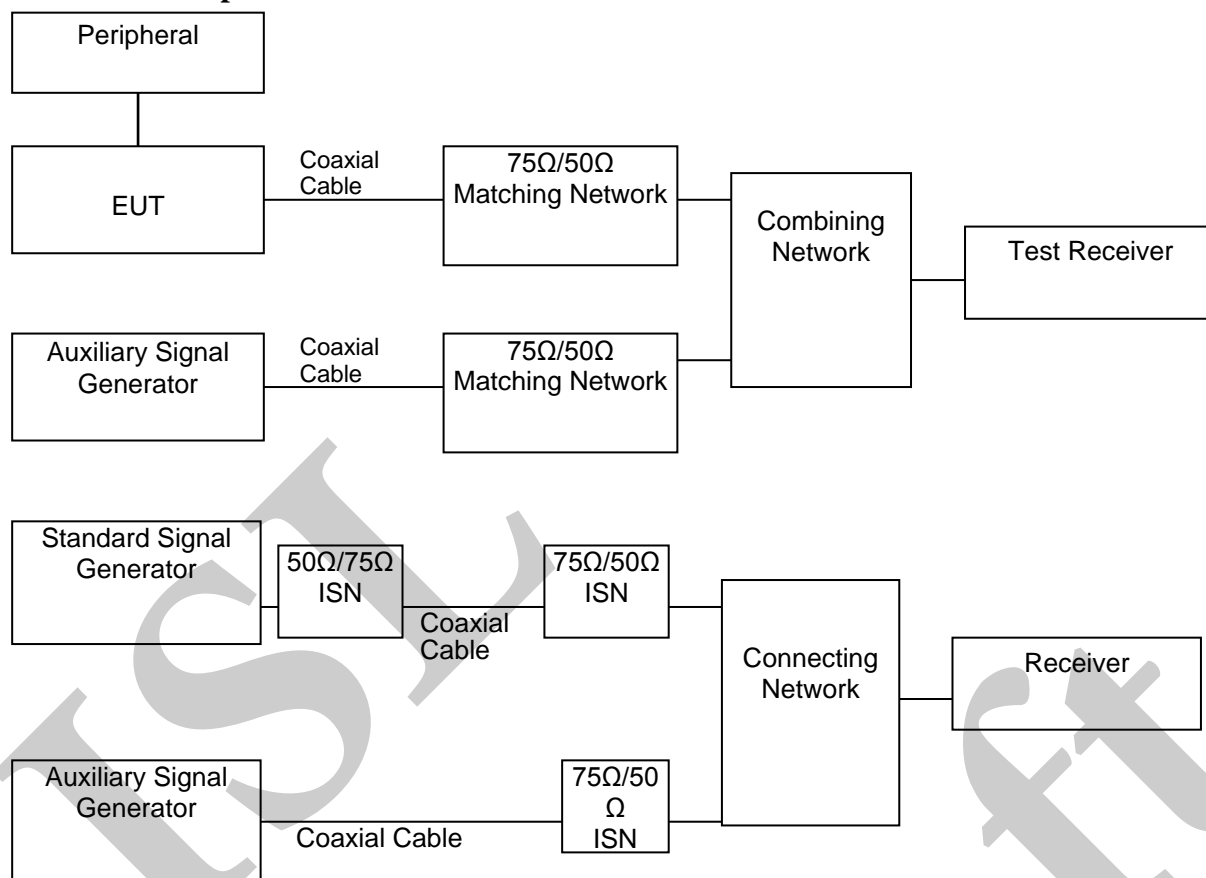 Peripheral
EUT
Coaxial
Cable
75Ω/50Ω
Matching Network
Combining
Network
Test Receiver
Auxiliary Signal
Generator
Coaxial
Cable
75Ω/50Ω
Matching Network
Standard Signal
Generator
50Ω/75Ω
ISN
Coaxial
Cable
75Ω/50Ω
ISN
Connecting
Network
Receiver
Auxiliary Signal
Generator
Coaxial Cable
75Ω/50
Ω
ISN
ISL
ft